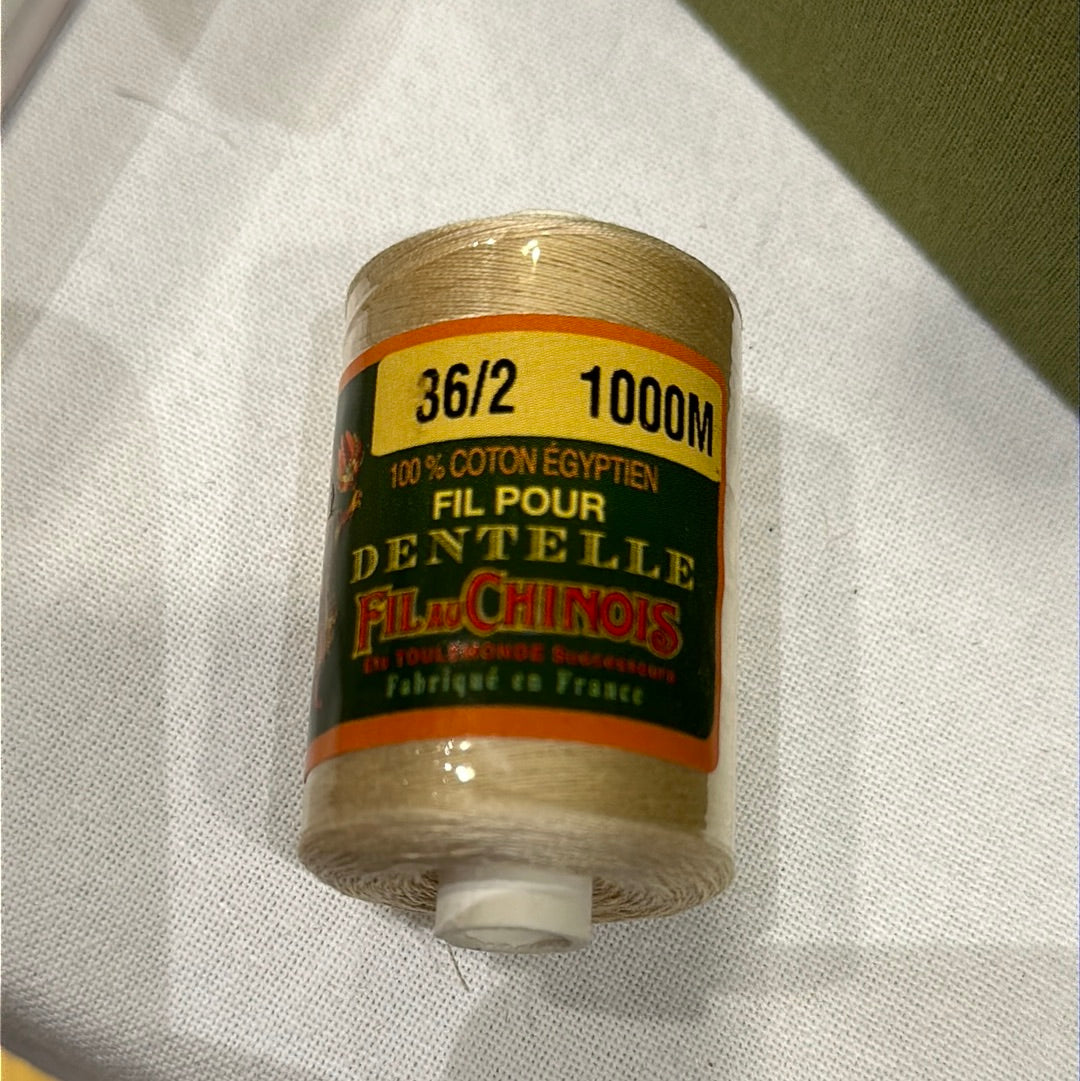 36/2 1000M
100 % COTON ÉGYPTIEN
FIL POUR
DENTELLE
FIL AU CHINOIS
Ets TOULEMONDE Successeurs
Fabriqué en France